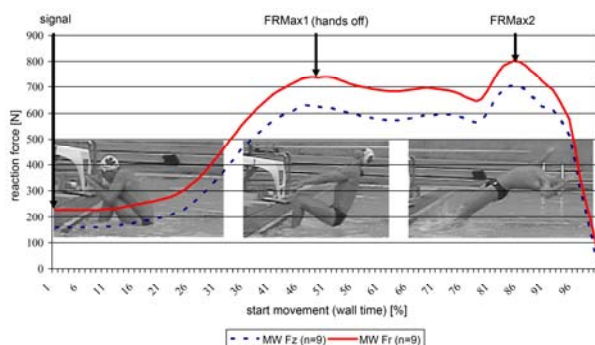 signal
FRMax1 (hands off)
FRMax2
reaction force [N]
900
800
700
600
500
400
300
200
100
0
1 6 11 16 21 26 31 36 41 46 51 56 61 66 71 76 81 86 91 96
start movement (wall time) [%]
MW Fz (n=9) MW Fr (n=9)